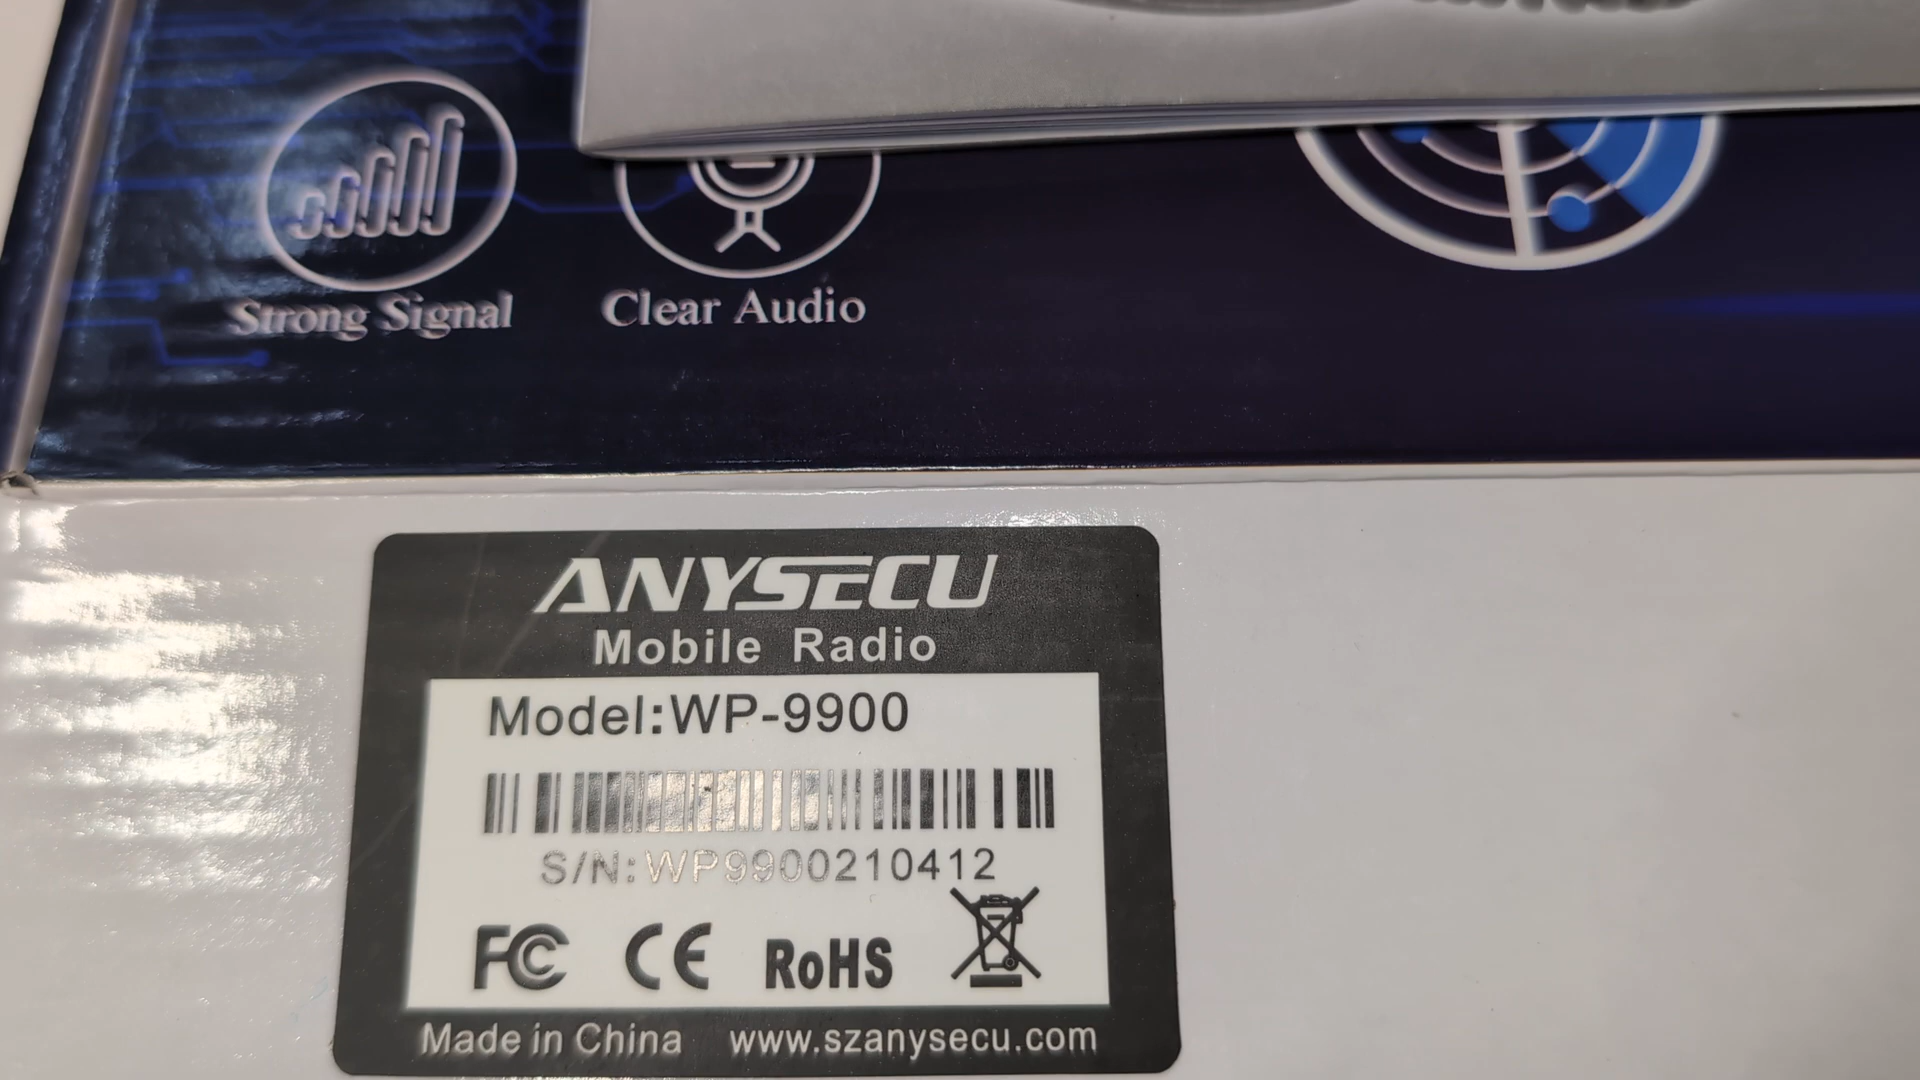 Strong Signal
Clear Audio
ANYSECU
Mobile Radio
Model:WP-9900
S/N:WP9900210412
FC CE RoHS
Made in China www.szanysecu.com